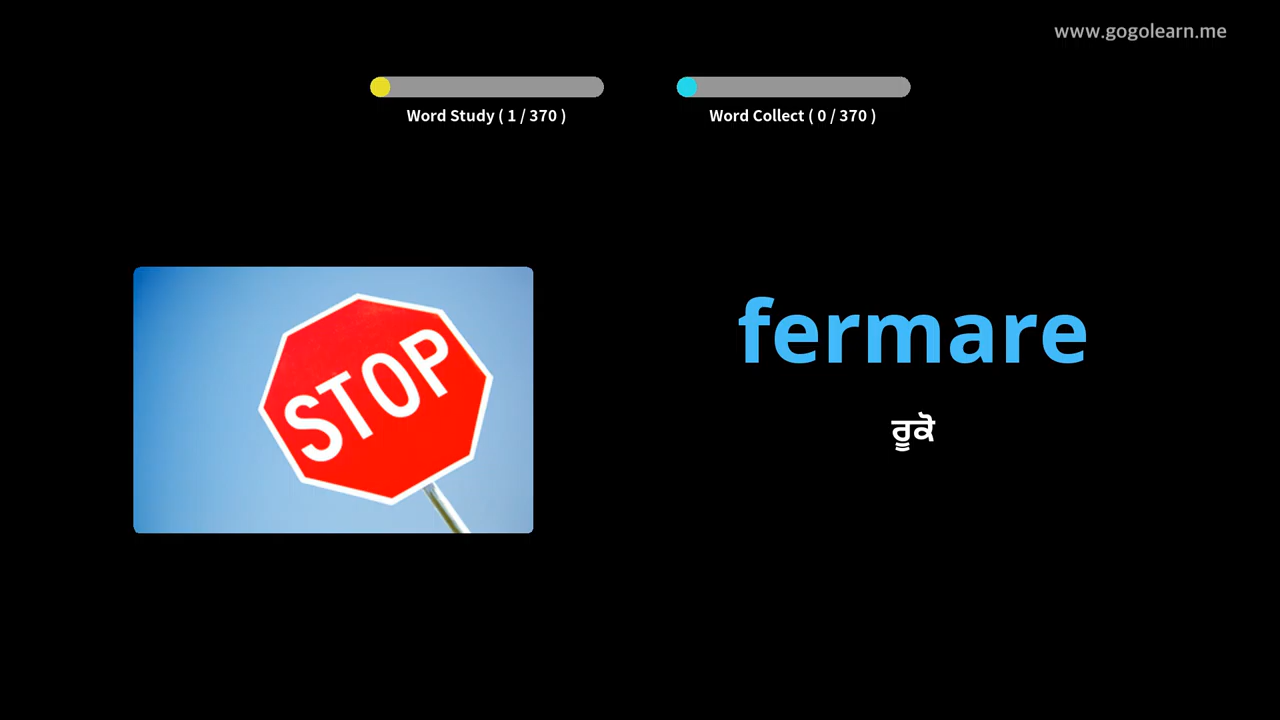 www.gogolearn.me
Word Study ( 1 / 370 )
Word Collect ( 0 / 370 )
STOP
fermare
ਰੂਕੋ